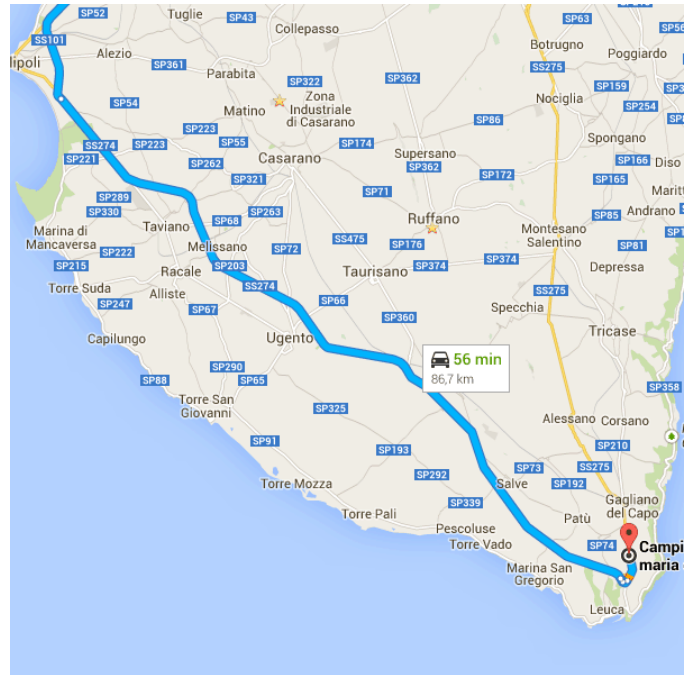 SP52
Tuglie
SP43
Collepasso
SP63
SS101
Alezio
SP361
Parabita
SP322
SP362
Botrugno
SS275
Poggiardo
SP56
lipoli
SP54
Matino
Zona
Industriale
di Casarano
SP86
Nociglia
SP159
SP254
SS274
SP223
SP223
SP55
SP221
SP262
SP174
Spongano
Casarano
Supersano
SP362
SP166
Diso
SP321
SP172
SP165
SP289
SP71
Maritt
SP330
SP263
SP68
Taviano
Ruffano
SP85
Andrano
Marina di
Mancaversa
SP222
Melissano
SP72
SS475
SP176
Montesano
Salentino
SP81
SP215
Racale
SP203
SP374
SP374
Depressa
Torre Suda
Alliste
SS274
Taurisano
SS275
SP247
SP67
SP66
SP360
Specchia
Capilungo
Ugento
Tricase
56 min
86,7 km
SP290
SP88
SP65
SP358
Torre San
Giovanni
SP325
Alessano
Corsano
SP91
SP193
SP210
SP292
SP73
SS275
Torre Mozza
Salve
SP192
SP339
Gagliano
del Capo
Torre Pali
Pescoluse
Patù
Torre Vado
SP74
Campi
maria
Marina San
Gregorio
Leuca